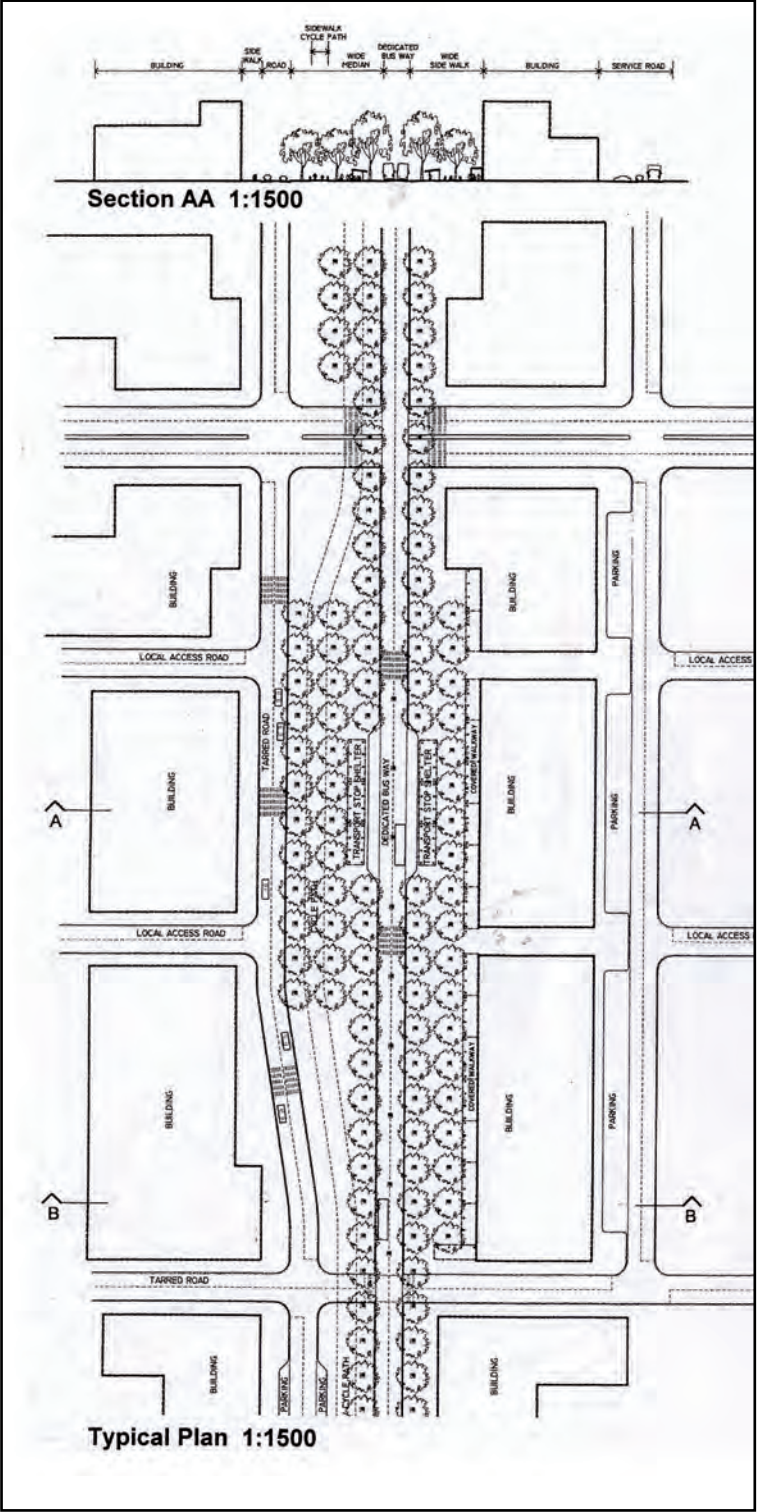 SIDEWALK
CYCLE PATH
SIDE
WALK
DEDICATED
BUS WAY
WIDE
MEDIAN
WIDE
SIDE WALK
BUILDING
ROAD
BUILDING
SERVICE ROAD
Section AA 1:1500
BUILDING
BUILDING
PARKING
LOCAL ACCESS ROAD
LOCAL ACCESS
TARRED ROAD
BUILDING
TRANSPORT STOP SHELTER
DEDICATED BUS WAY
TRANSPORT STOP SHELTER
COVERED WALKWAY
BUILDING
PARKING
A
A
CYCLE PATH
LOCAL ACCESS ROAD
LOCAL ACCESS
BUILDING
COVERED WALKWAY
BUILDING
PARKING
B
B
TARRED ROAD
BUILDING
PARKING
PARKING
CYCLE PATH
BUILDING
Typical Plan 1:1500